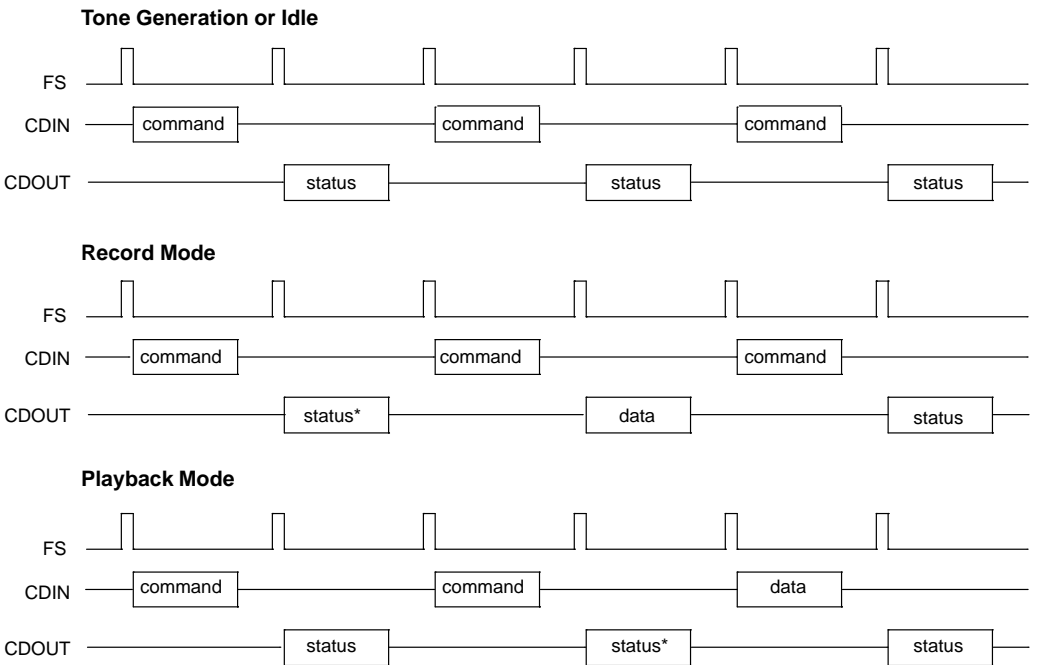 Tone Generation or Idle
FS
CDIN command command command
CDOUT status status status
Record Mode
FS
CDIN command command command
CDOUT status* data status
Playback Mode
FS
CDIN command command data
CDOUT status status* status